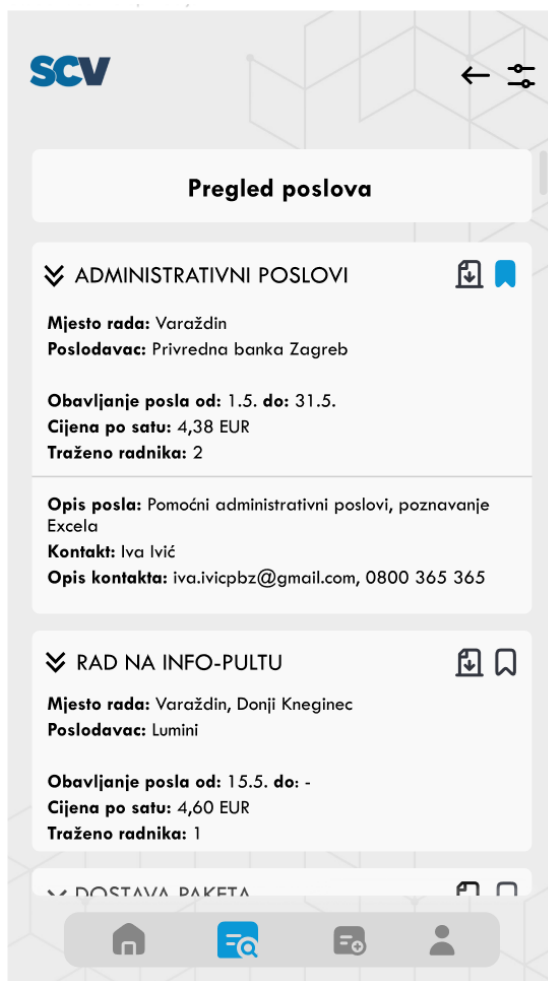 SCV
Pregled poslova
ADMINISTRATIVNI POSLOVI
Mjesto rada: Varaždin
Poslodavac: Privredna banka Zagreb
Obavljanje posla od: 1.5. do: 31.5.
Cijena po satu: 4,38 EUR
Traženo radnika: 2
Opis posla: Pomoćni administrativni poslovi, poznavanje
Excela
Kontakt: Iva Ivić
Opis kontakta: iva.ivicpbz@gmail.com, 0800 365 365
RAD NA INFO-PULTU
Mjesto rada: Varaždin, Donji Kneginec
Poslodavac: Lumini
Obavljanje posla od: 15.5. do: -
Cijena po satu: 4,60 EUR
Traženo radnika: 1
DOSTAVA PAKETA